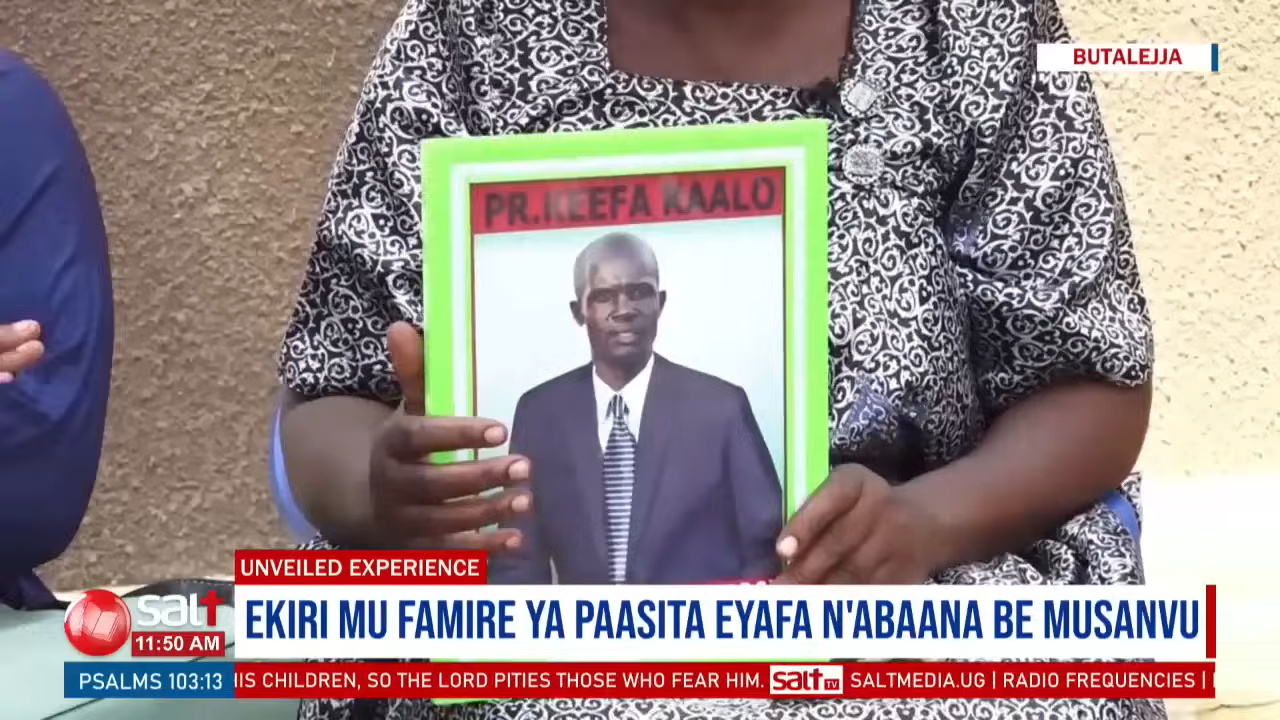 BUTALEJJA
PR.KEEFA KAALO
UNVEILED EXPERIENCE
salt
11:50 AM
EKIRI MU FAMIRE YA PAASITA EYAFA N'ABAANA BE MUSANVU
PSALMS 103:13
HIS CHILDREN, SO THE LORD PITIES THOSE WHO FEAR HIM. salt TV SALTMEDIA.UG | RADIO FREQUENCIES |